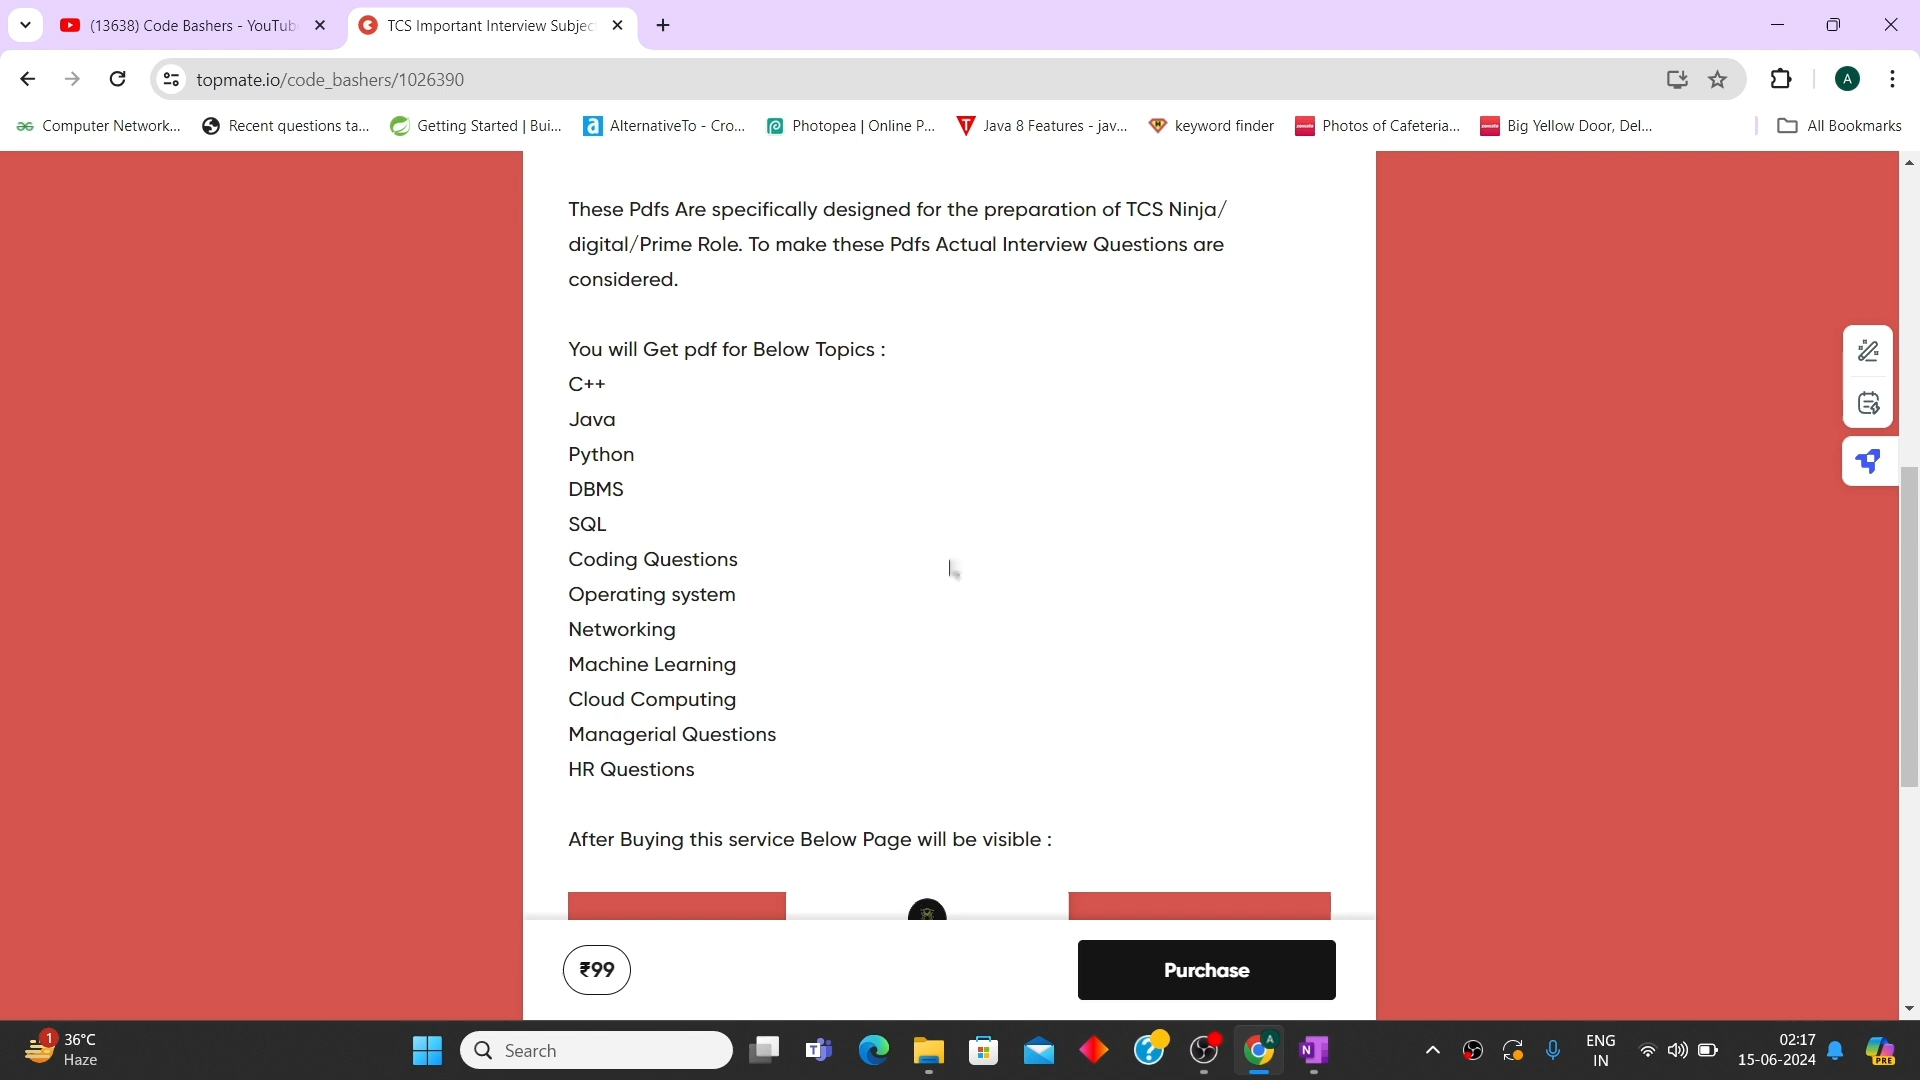 (13638) Code Bashers - YouTub
TCS Important Interview Subjec
topmate.io/code_bashers/1026390
A
Computer Network...
Recent questions ta...
Getting Started | Bui...
AlternativeTo - Cro...
Photopea | Online P...
Java 8 Features - jav...
keyword finder
Photos of Cafeteria...
Big Yellow Door, Del...
All Bookmarks
These Pdfs Are specifically designed for the preparation of TCS Ninja/
digital/Prime Role. To make these Pdfs Actual Interview Questions are
considered.
You will Get pdf for Below Topics :
C++
Java
Python
DBMS
SQL
Coding Questions
Operating system
Networking
Machine Learning
Cloud Computing
Managerial Questions
HR Questions
After Buying this service Below Page will be visible :
₹99
Purchase
1
36°C
Haze
Search
ENG
IN
02:17
15-06-2024
PRE